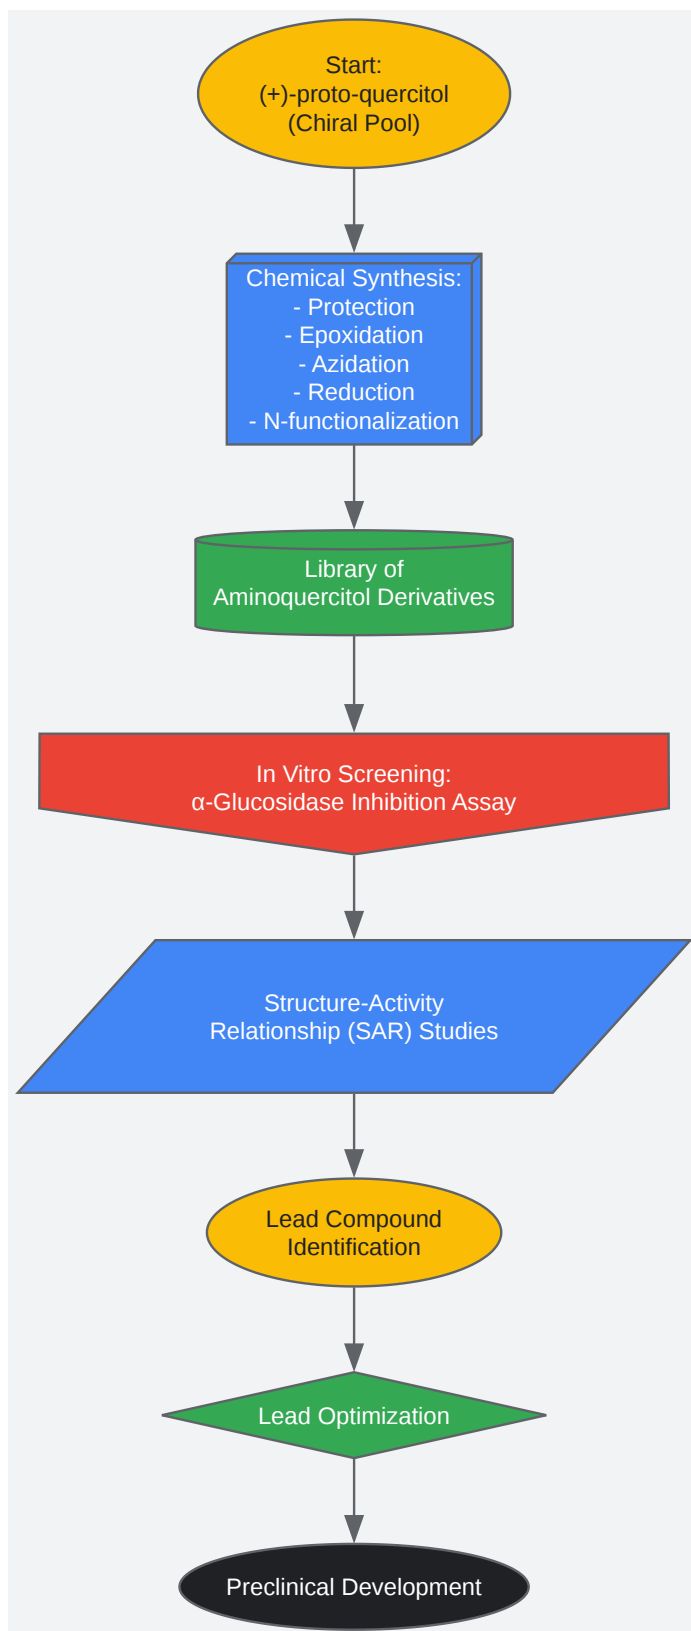 Start:
(+)-proto-quercitol
(Chiral Pool)
Chemical Synthesis:
- Protection
- Epoxidation
- Azidation
- Reduction
- N-functionalization
Library of
Aminoquercitol Derivatives
In Vitro Screening:
α-Glucosidase Inhibition Assay
Structure-Activity
Relationship (SAR) Studies
Lead Compound
Identification
Lead Optimization
Preclinical Development